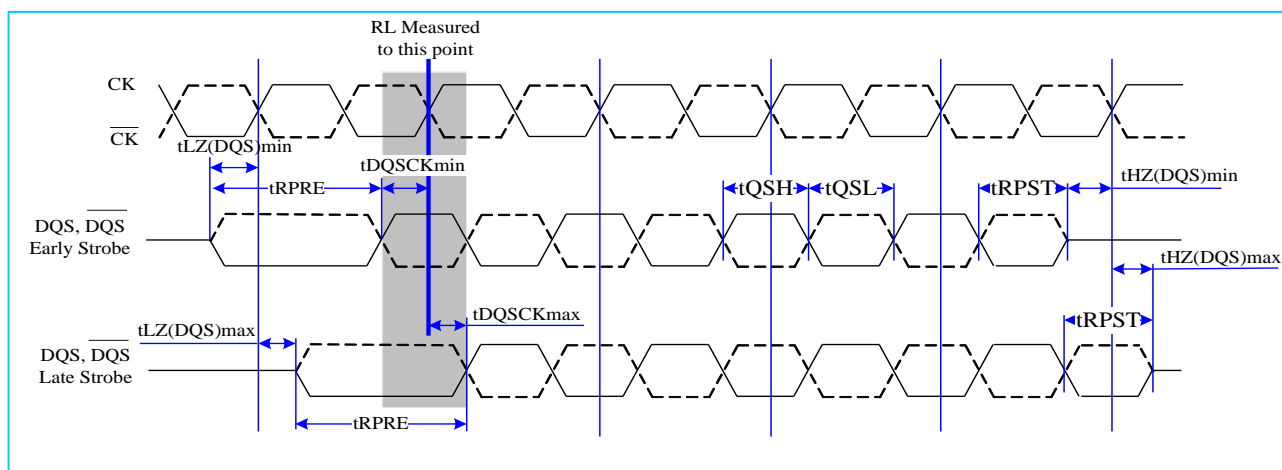 RL Measured
to this point
CK
CK
tLZ(DQS)min
tDQSCKmin
tRPRE
tQSH
tQSL
tRPST
tHZ(DQS)min
DQS, DQS
Early Strobe
tHZ(DQS)max
tDQSCKmax
tLZ(DQS)max
tRPST
DQS, DQS
Late Strobe
tRPRE